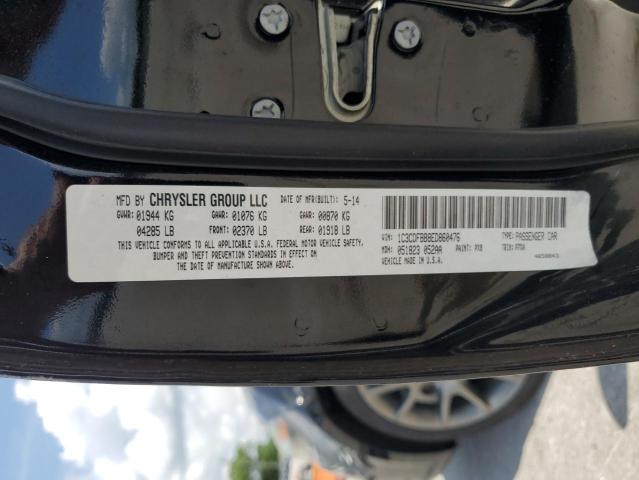 MFD BY CHRYSLER GROUP LLC DATE OF MFR(BUILT): 5-14
GVWR: 01944 KG GAWR: 01076 KG GAWR: 00870 KG
04285 LB FRONT: 02370 LB REAR: 01918 LB
THIS VEHICLE CONFORMS TO ALL APPLICABLE U.S.A. FEDERAL MOTOR VEHICLE SAFETY,
BUMPER AND THEFT PREVENTION STANDARDS IN EFFECT ON
THE DATE OF MANUFACTURE SHOWN ABOVE.
VIN: 1C3CDFBB8ED860476 TYPE: PASSENGER CAR
MDH: 051823 052AA PAINT: PX8 TRIM: A7DA
VEHICLE MADE IN U.S.A.